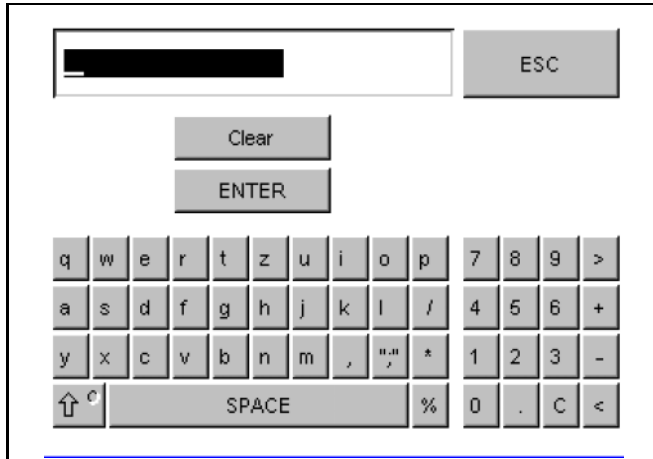 ESC
Clear
ENTER
q w e r t z u i o p 7 8 9 >
a s d f g h j k l / 4 5 6 +
y x c v b n m , ";" * 1 2 3 -
SPACE % 0 . C <